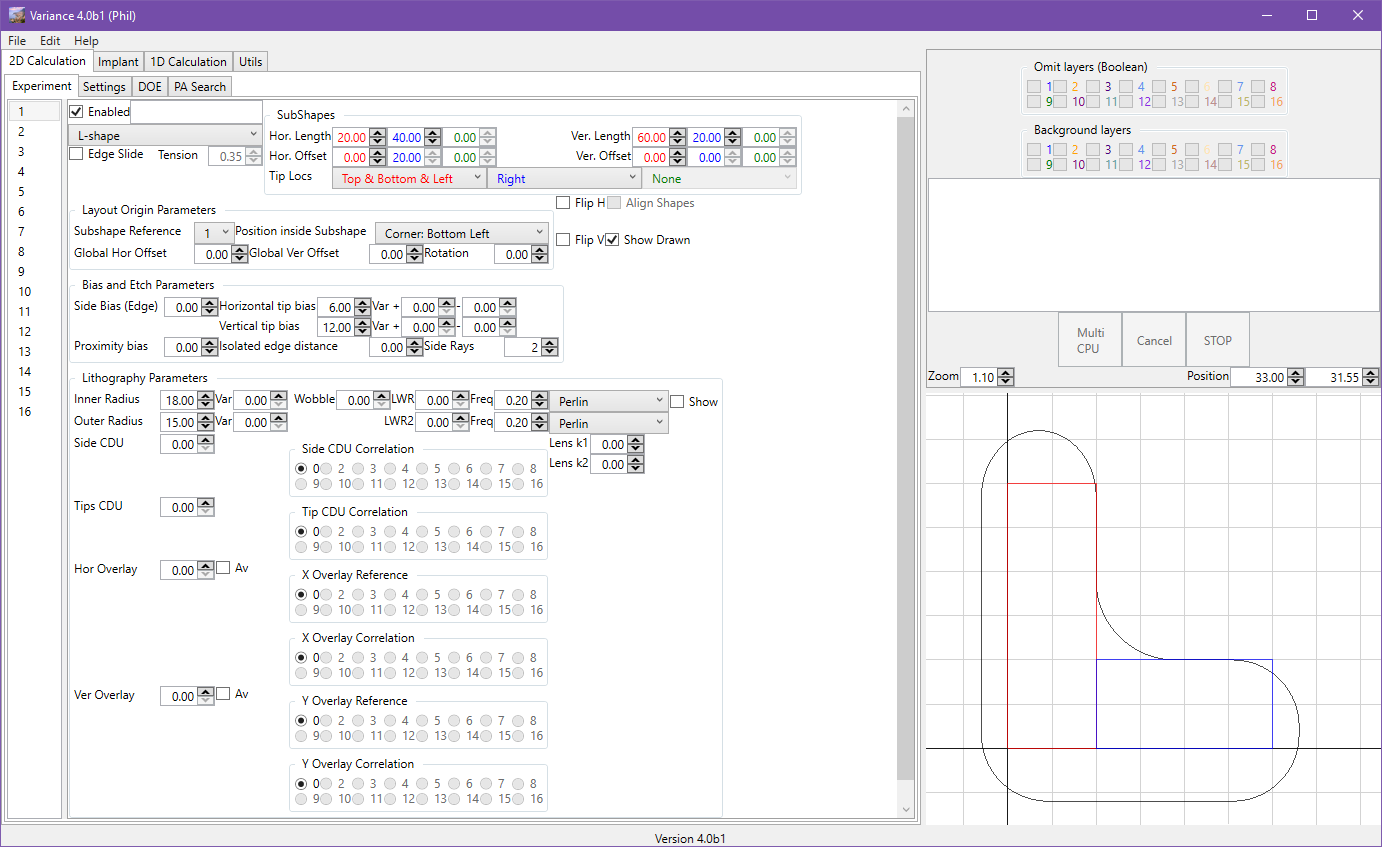 Variance 4.0b1 (Phil)
File Edit Help
2D Calculation Implant 1D Calculation Utils
Experiment Settings DOE PA Search
1
2
3
4
5
6
7
8
9
10
11
12
13
14
15
16
Enabled
L-shape
Edge Slide Tension 0.35
SubShapes
Hor. Length 20.00 40.00 0.00 Ver. Length 60.00 20.00 0.00
Hor. Offset 0.00 20.00 0.00 Ver. Offset 0.00 0.00 0.00
Tip Locs Top & Bottom & Left Right None
Layout Origin Parameters
Subshape Reference 1 Position inside Subshape Corner: Bottom Left
Global Hor Offset 0.00 Global Ver Offset 0.00 Rotation 0.00
Flip H Align Shapes
Flip V Show Drawn
Bias and Etch Parameters
Side Bias (Edge) 0.00 Horizontal tip bias 6.00 Var + 0.00 - 0.00
Vertical tip bias 12.00 Var + 0.00 - 0.00
Proximity bias 0.00 Isolated edge distance 0.00 Side Rays 2
Lithography Parameters
Inner Radius 18.00 Var 0.00 Wobble 0.00 LWR 0.00 Freq 0.20 Perlin Show
Outer Radius 15.00 Var 0.00 LWR2 0.00 Freq 0.20 Perlin
Side CDU 0.00 Lens k1 0.00
Lens k2 0.00
Side CDU Correlation
0 2 3 4 5 6 7 8
9 10 11 12 13 14 15 16
Tips CDU 0.00
Tip CDU Correlation
0 2 3 4 5 6 7 8
9 10 11 12 13 14 15 16
Hor Overlay 0.00 Av
X Overlay Reference
0 2 3 4 5 6 7 8
9 10 11 12 13 14 15 16
X Overlay Correlation
0 2 3 4 5 6 7 8
9 10 11 12 13 14 15 16
Ver Overlay 0.00 Av
Y Overlay Reference
0 2 3 4 5 6 7 8
9 10 11 12 13 14 15 16
Y Overlay Correlation
0 2 3 4 5 6 7 8
9 10 11 12 13 14 15 16
Omit layers (Boolean)
1 2 3 4 5 6 7 8
9 10 11 12 13 14 15 16
Background layers
1 2 3 4 5 6 7 8
9 10 11 12 13 14 15 16
Multi
CPU
Cancel
STOP
Zoom 1.10 Position 33.00 31.55
Version 4.0b1